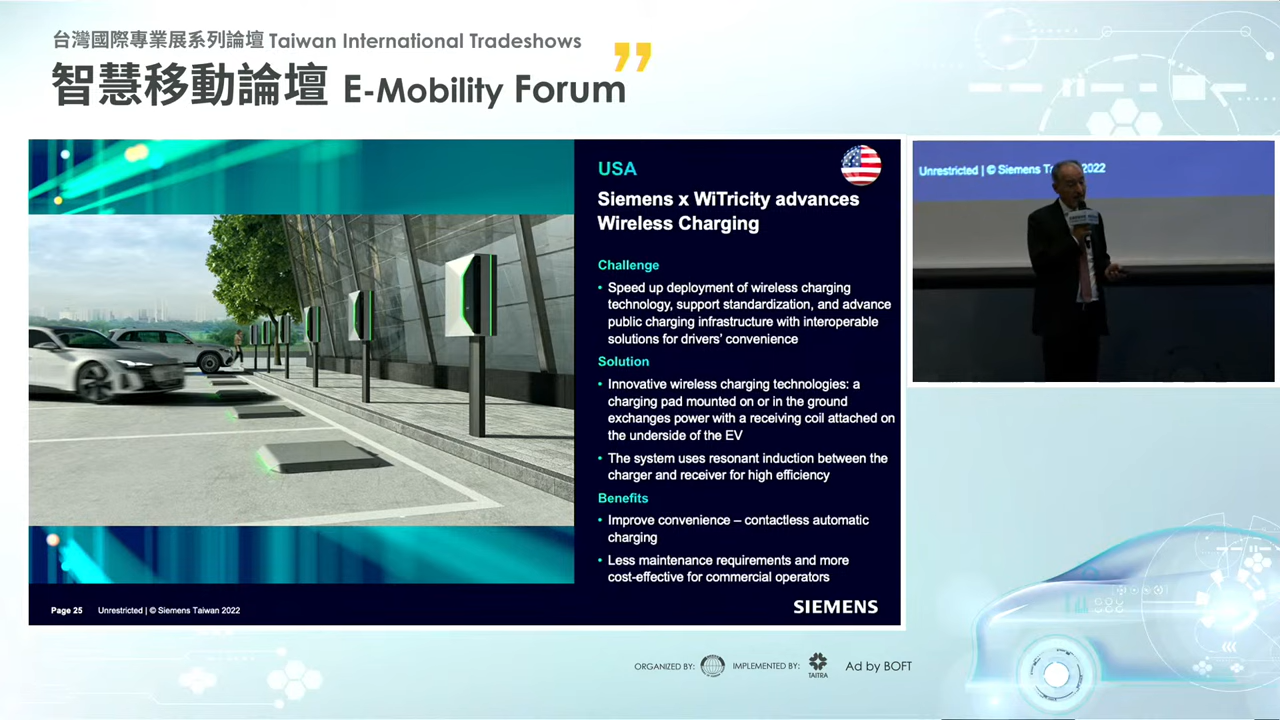 台灣國際專業展系列論壇 Taiwan International Tradeshows
智慧移動論壇 E-Mobility Forum
USA
Siemens x WiTricity advances
Wireless Charging
Challenge
• Speed up deployment of wireless charging
technology, support standardization, and advance
public charging infrastructure with interoperable
solutions for drivers' convenience
Solution
• Innovative wireless charging technologies: a
charging pad mounted on or in the ground
exchanges power with a receiving coil attached on
the underside of the EV
• The system uses resonant induction between the
charger and receiver for high efficiency
Benefits
• Improve convenience – contactless automatic
charging
• Less maintenance requirements and more
cost-effective for commercial operators
Page 25 Unrestricted | © Siemens Taiwan 2022
SIEMENS
Unrestricted | © Siemens 2022
ORGANIZED BY: IMPLEMENTED BY: TAITRA Ad by BOFT